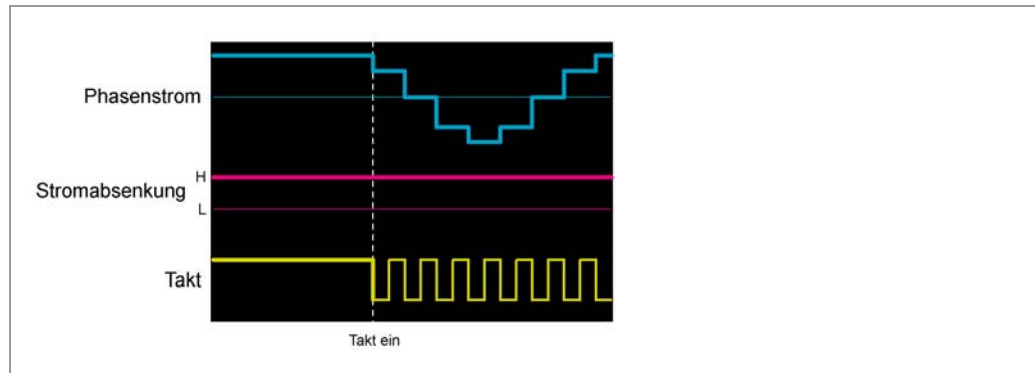 Phasenstrom
H
Stromabsenkung
L
Takt
Takt ein